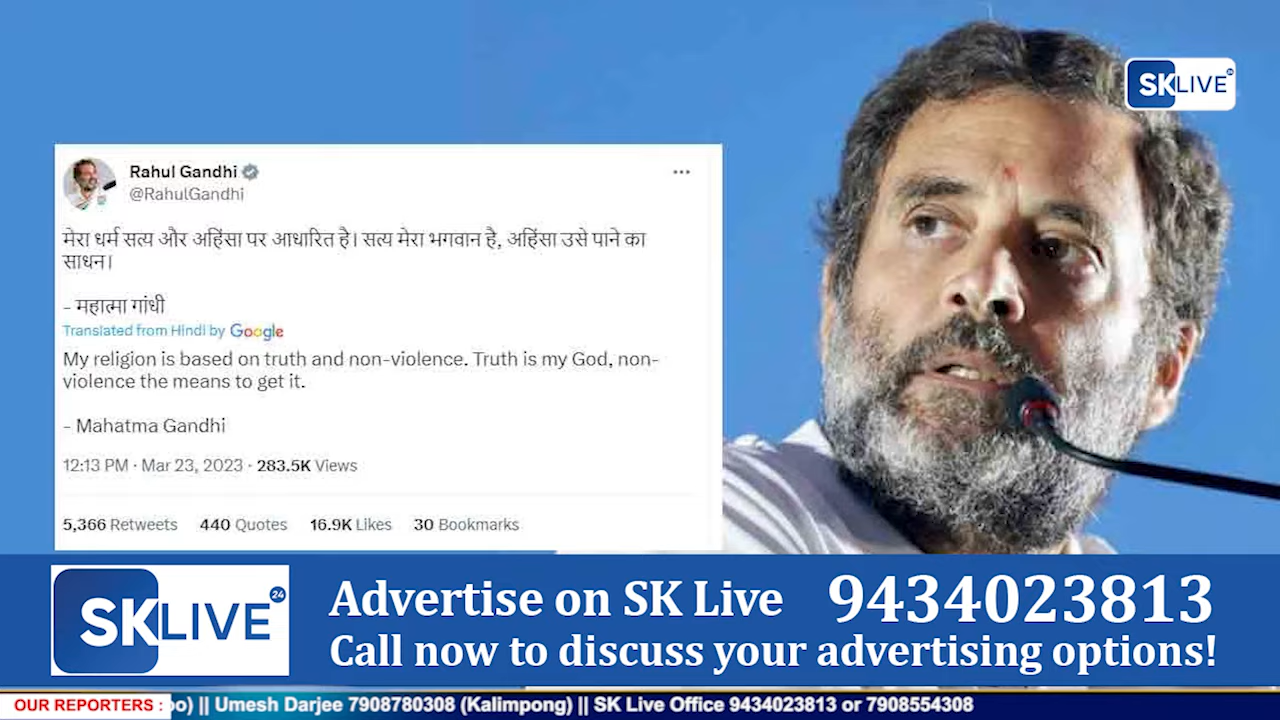 SKLIVE 24
Rahul Gandhi
@RahulGandhi
मेरा धर्म सत्य और अहिंसा पर आधारित है। सत्य मेरा भगवान है, अहिंसा उसे पाने का
साधन।
- महात्मा गांधी
Translated from Hindi by Google
My religion is based on truth and non-violence. Truth is my God, non-
violence the means to get it.
- Mahatma Gandhi
12:13 PM · Mar 23, 2023 · 283.5K Views
5,366 Retweets 440 Quotes 16.9K Likes 30 Bookmarks
SKLIVE 24
Advertise on SK Live 9434023813
Call now to discuss your advertising options!
OUR REPORTERS : oo) || Umesh Darjee 7908780308 (Kalimpong) || SK Live Office 9434023813 or 7908554308